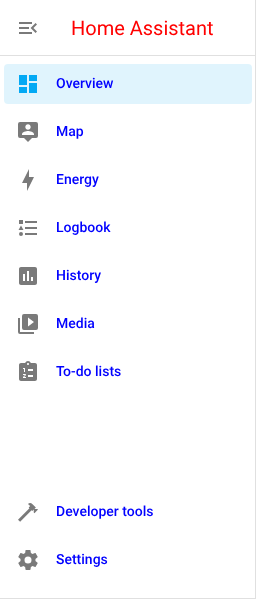 Home Assistant
Overview
Map
Energy
Logbook
History
Media
To-do lists
Developer tools
Settings